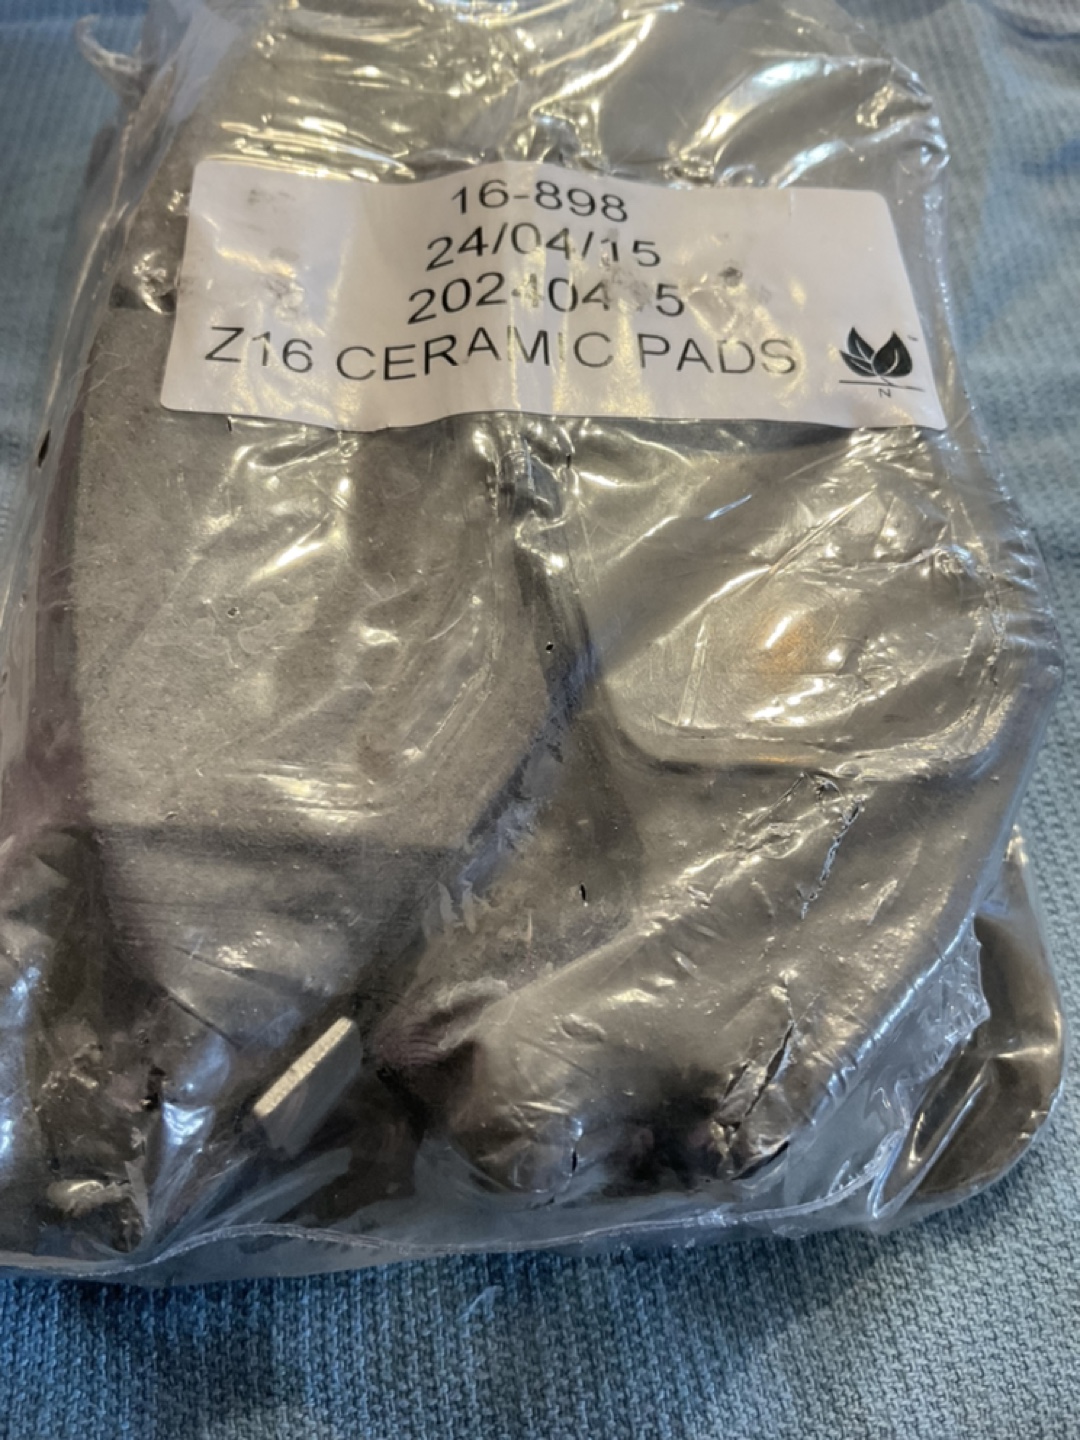 16-898
24/04/15
Z16 CERAMIC PADS
N